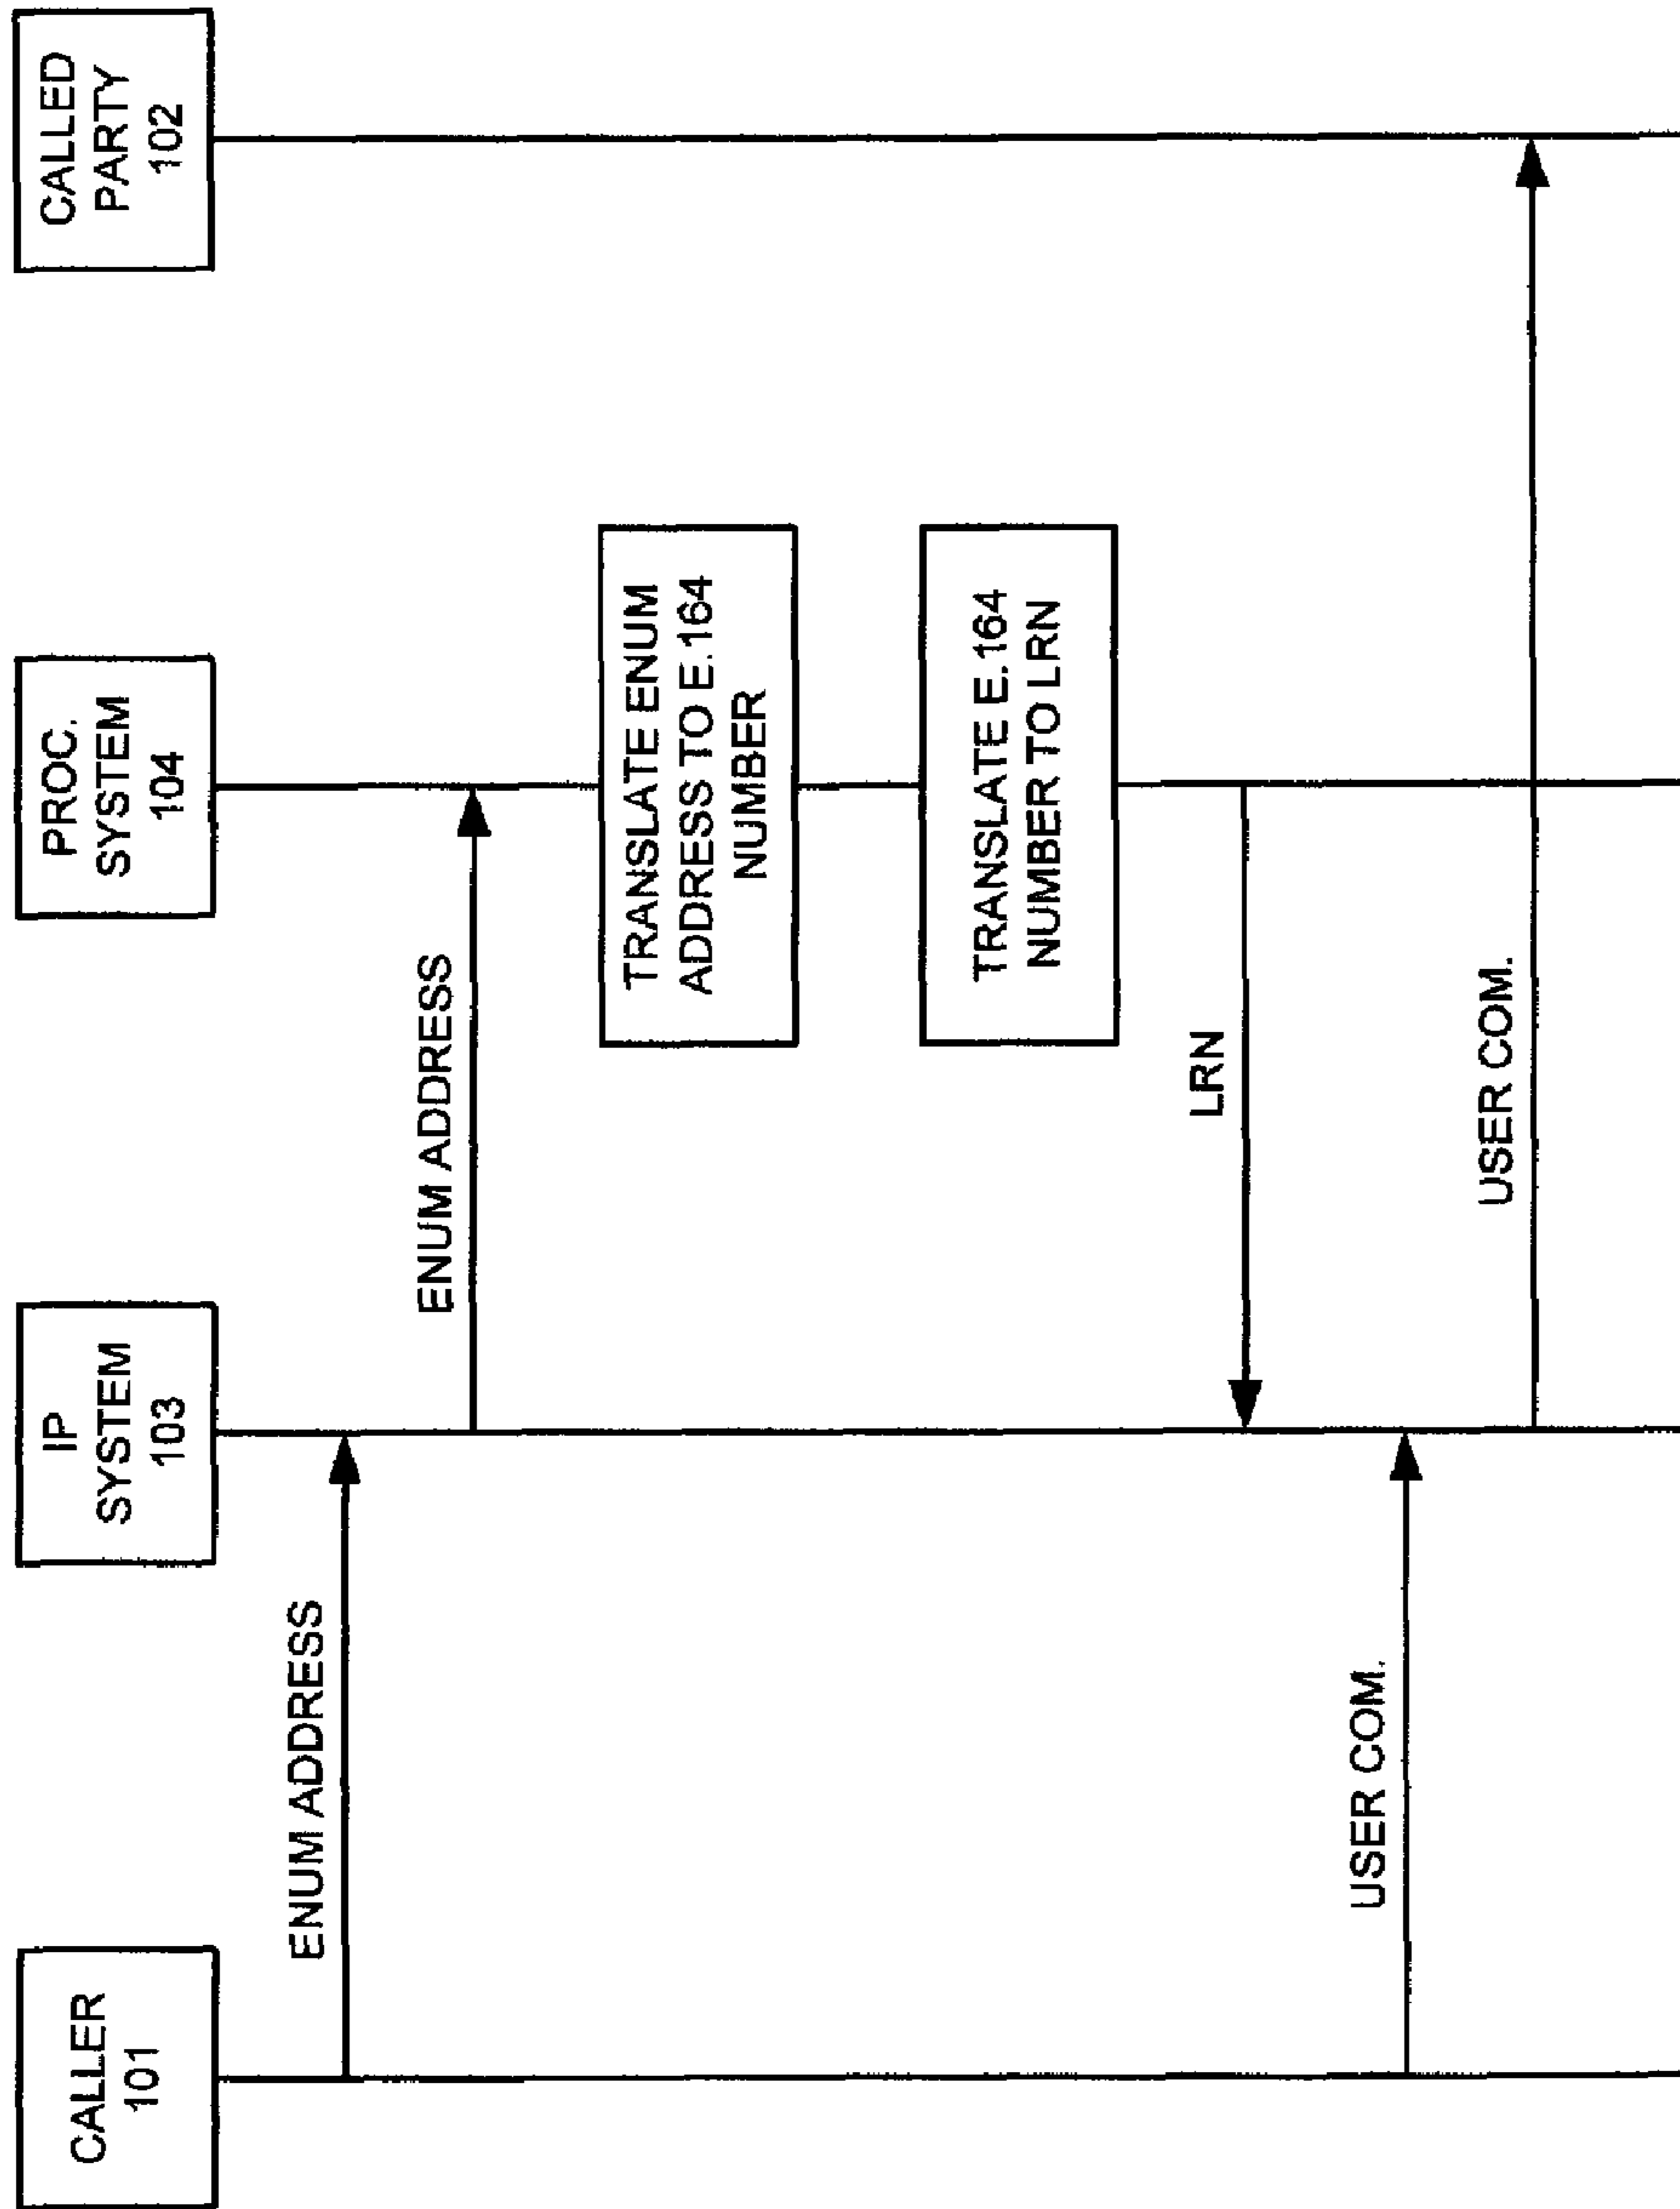 CALLER
101
IP
SYSTEM
103
PROC.
SYSTEM
104
CALLED
PARTY
102
ENUM ADDRESS
ENUM ADDRESS
TRANSLATE ENUM
ADDRESS TO E.164
NUMBER
TRANSLATE E.164
NUMBER TO LRN
LRN
USER COM.
USER COM.